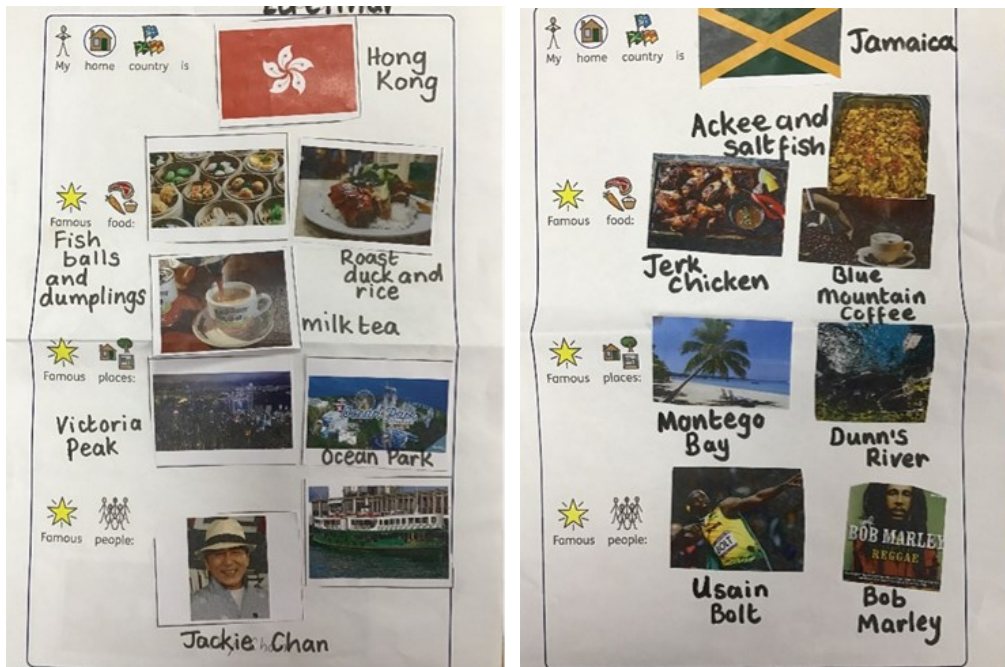 My home country is
Hong
Kong
Famous food:
Fish
balls
and
dumplings
Roast
duck and
rice
milk tea
Famous places:
Victoria
Peak
Ocean Park
Ocean Park
Famous people:
Jackie Chan
My home country is
Jamaica
Ackee and
saltfish
Famous food:
Jerk
chicken
Blue
Mountain
Coffee
Famous places:
Montego
Bay
Dunn's
River
Famous people:
BOLT
Usain
Bolt
BOB MARLEY
REGGAE
Bob
Marley